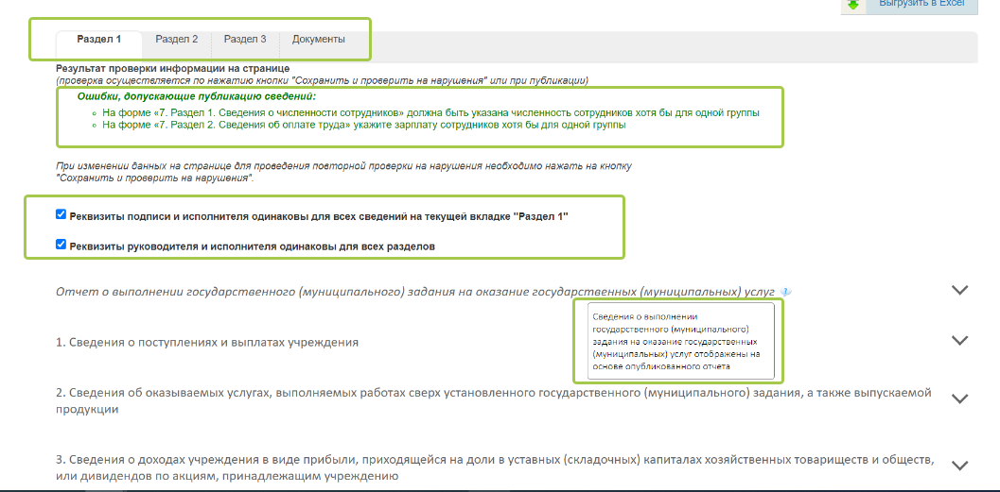 Выгрузить в Excel
Раздел 1 Раздел 2 Раздел 3 Документы
Результат проверки информации на странице
(проверка осуществляется по нажатию кнопки "Сохранить и проверить на нарушения" или при публикации)
Ошибки, допускающие публикацию сведений:
На форме «7. Раздел 1. Сведения о численности сотрудников» должна быть указана численность сотрудников хотя бы для одной группы
На форме «7. Раздел 2. Сведения об оплате труда» укажите зарплату сотрудников хотя бы для одной группы
При изменении данных на странице для проведения повторной проверки на нарушения необходимо нажать на кнопку
"Сохранить и проверить на нарушения".
Реквизиты подписи и исполнителя одинаковы для всех сведений на текущей вкладке "Раздел 1"
Реквизиты руководителя и исполнителя одинаковы для всех разделов
Отчет о выполнении государственного (муниципального) задания на оказание государственных (муниципальных) услуг
Сведения о выполнении
государственного (муниципального)
задания на оказание государственных
(муниципальных) услуг отображены на
основе опубликованного отчета
1. Сведения о поступлениях и выплатах учреждения
2. Сведения об оказываемых услугах, выполняемых работах сверх установленного государственного (муниципального) задания, а также выпускаемой
продукции
3. Сведения о доходах учреждения в виде прибыли, приходящейся на доли в уставных (складочных) капиталах хозяйственных товариществ и обществ,
или дивидендов по акциям, принадлежащим учреждению